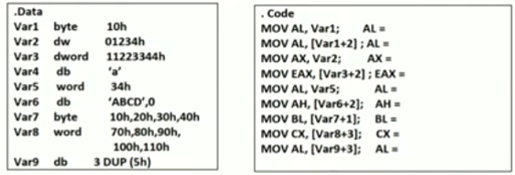 .Data
Var1 byte 10h
Var2 dw 01234h
Var3 dword 11223344h
Var4 db ‘a’
Var5 word 34h
Var6 db ‘ABCD’,0
Var7 byte 10h,20h,30h,40h
Var8 word 70h,80h,90h,
100h,110h
Var9 db 3 DUP (5h)
. Code
MOV AL, Var1; AL =
MOV AL, [Var1+2] ; AL =
MOV AX, Var2; AX =
MOV EAX, [Var3+2] ; EAX =
MOV AL, Var5; AL =
MOV AH, [Var6+2]; AH =
MOV BL, [Var7+1]; BL =
MOV CX, [Var8+3]; CX =
MOV AL, [Var9+3]; AL =